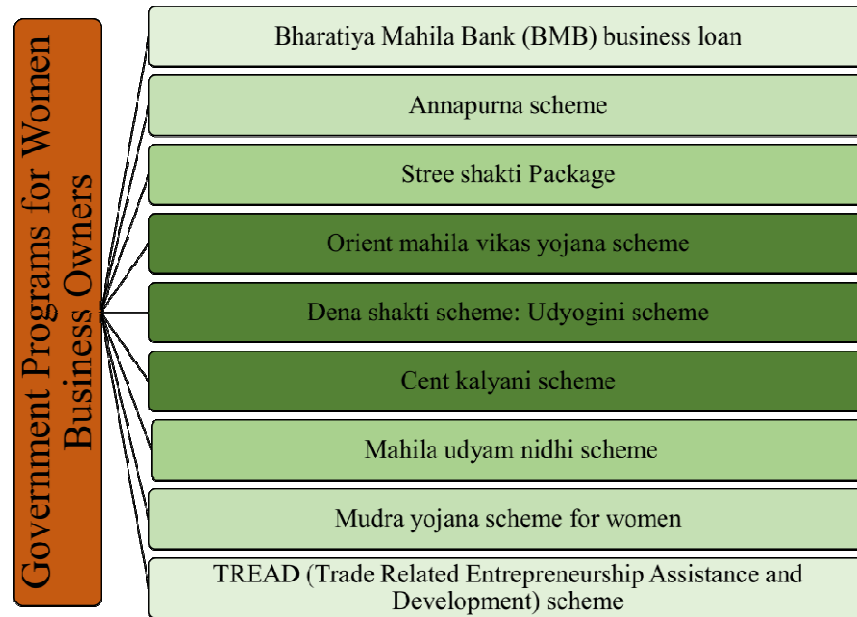 Government Programs for Women
Business Owners
Bharatiya Mahila Bank (BMB) business loan
Annapurna scheme
Stree shakti Package
Orient mahila vikas yojana scheme
Dena shakti scheme: Udyogini scheme
Cent kalyani scheme
Mahila udyam nidhi scheme
Mudra yojana scheme for women
TREAD (Trade Related Entrepreneurship Assistance and
Development) scheme